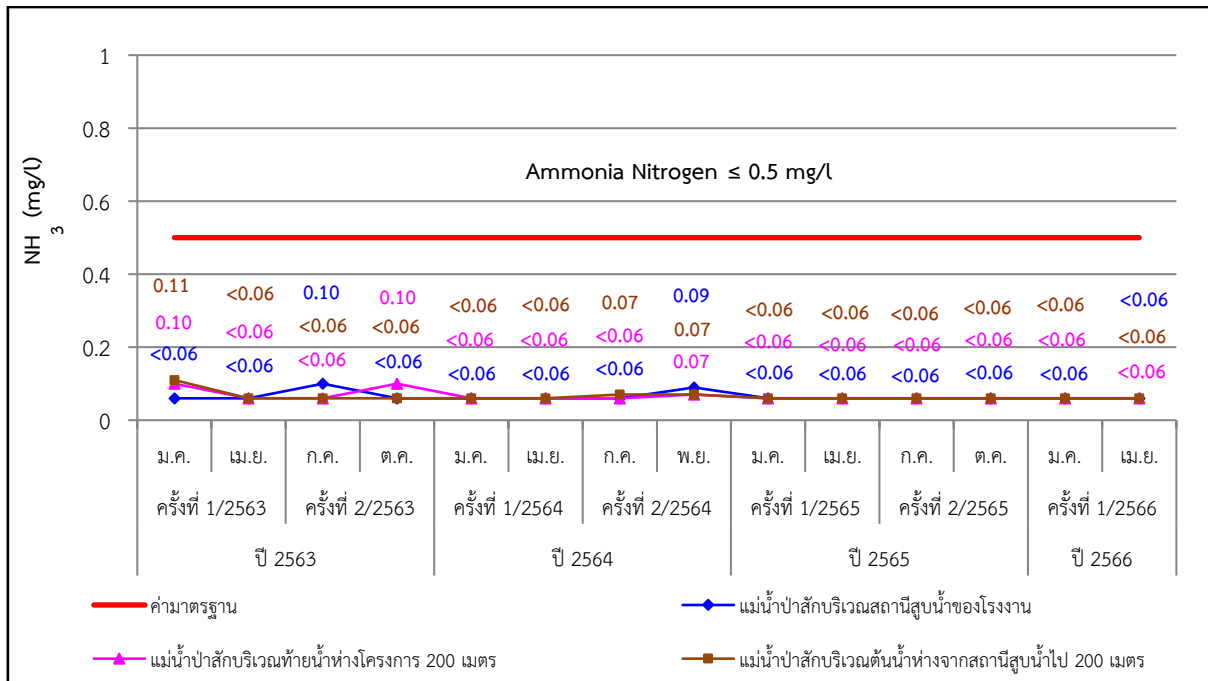 1
0.8
0.6
0.4
0.2
0
NH3 (mg/l)
Ammonia Nitrogen ≤ 0.5 mg/l
0.11 <0.06 0.10 0.10 <0.06 <0.06 0.07 0.09 <0.06 <0.06 <0.06 <0.06 <0.06 <0.06
0.10 <0.06 <0.06 <0.06 <0.06 <0.06 <0.06 0.07 <0.06 <0.06 <0.06 <0.06 <0.06 <0.06
<0.06 <0.06 <0.06 <0.06 <0.06 <0.06 <0.06 0.07 <0.06 <0.06 <0.06 <0.06 <0.06 <0.06
ม.ค. เม.ย. ก.ค. ต.ค. ม.ค. เม.ย. ก.ค. พ.ย. ม.ค. เม.ย. ก.ค. ต.ค. ม.ค. เม.ย.
ครั้งที่ 1/2563 ครั้งที่ 2/2563 ครั้งที่ 1/2564 ครั้งที่ 2/2564 ครั้งที่ 1/2565 ครั้งที่ 2/2565 ครั้งที่ 1/2566
ปี 2563 ปี 2564 ปี 2565 ปี 2566
ค่ามาตรฐาน แม่น้ำป่าสักบริเวณสถานีสูบน้ำของโรงงาน
แม่น้ำป่าสักบริเวณท้ายน้ำห่างโครงการ 200 เมตร แม่น้ำป่าสักบริเวณต้นน้ำห่างจากสถานีสูบน้ำไป 200 เมตร